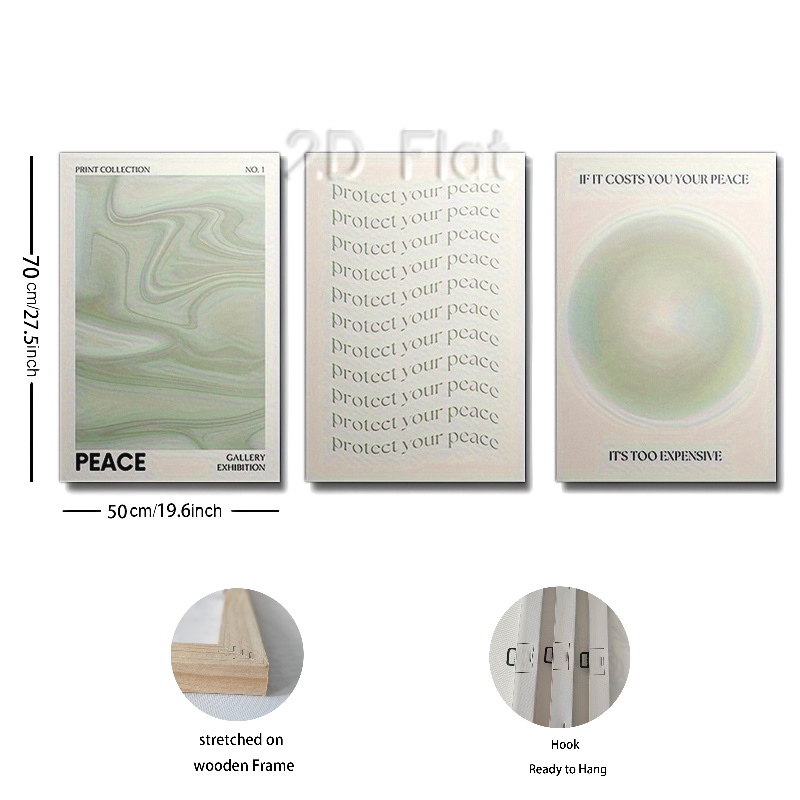 2D Flat
PRINT COLLECTION NO. 1
PEACE
GALLERY
EXHIBITION
protect your peace
protect your peace
protect your peace
protect your peace
protect your peace
protect your peace
protect your peace
protect your peace
protect your peace
protect your peace
protect your peace
IF IT COSTS YOU YOUR PEACE
IT'S TOO EXPENSIVE
70 cm/27.5inch
50cm/19.6inch
stretched on
wooden Frame
Hook
Ready to Hang